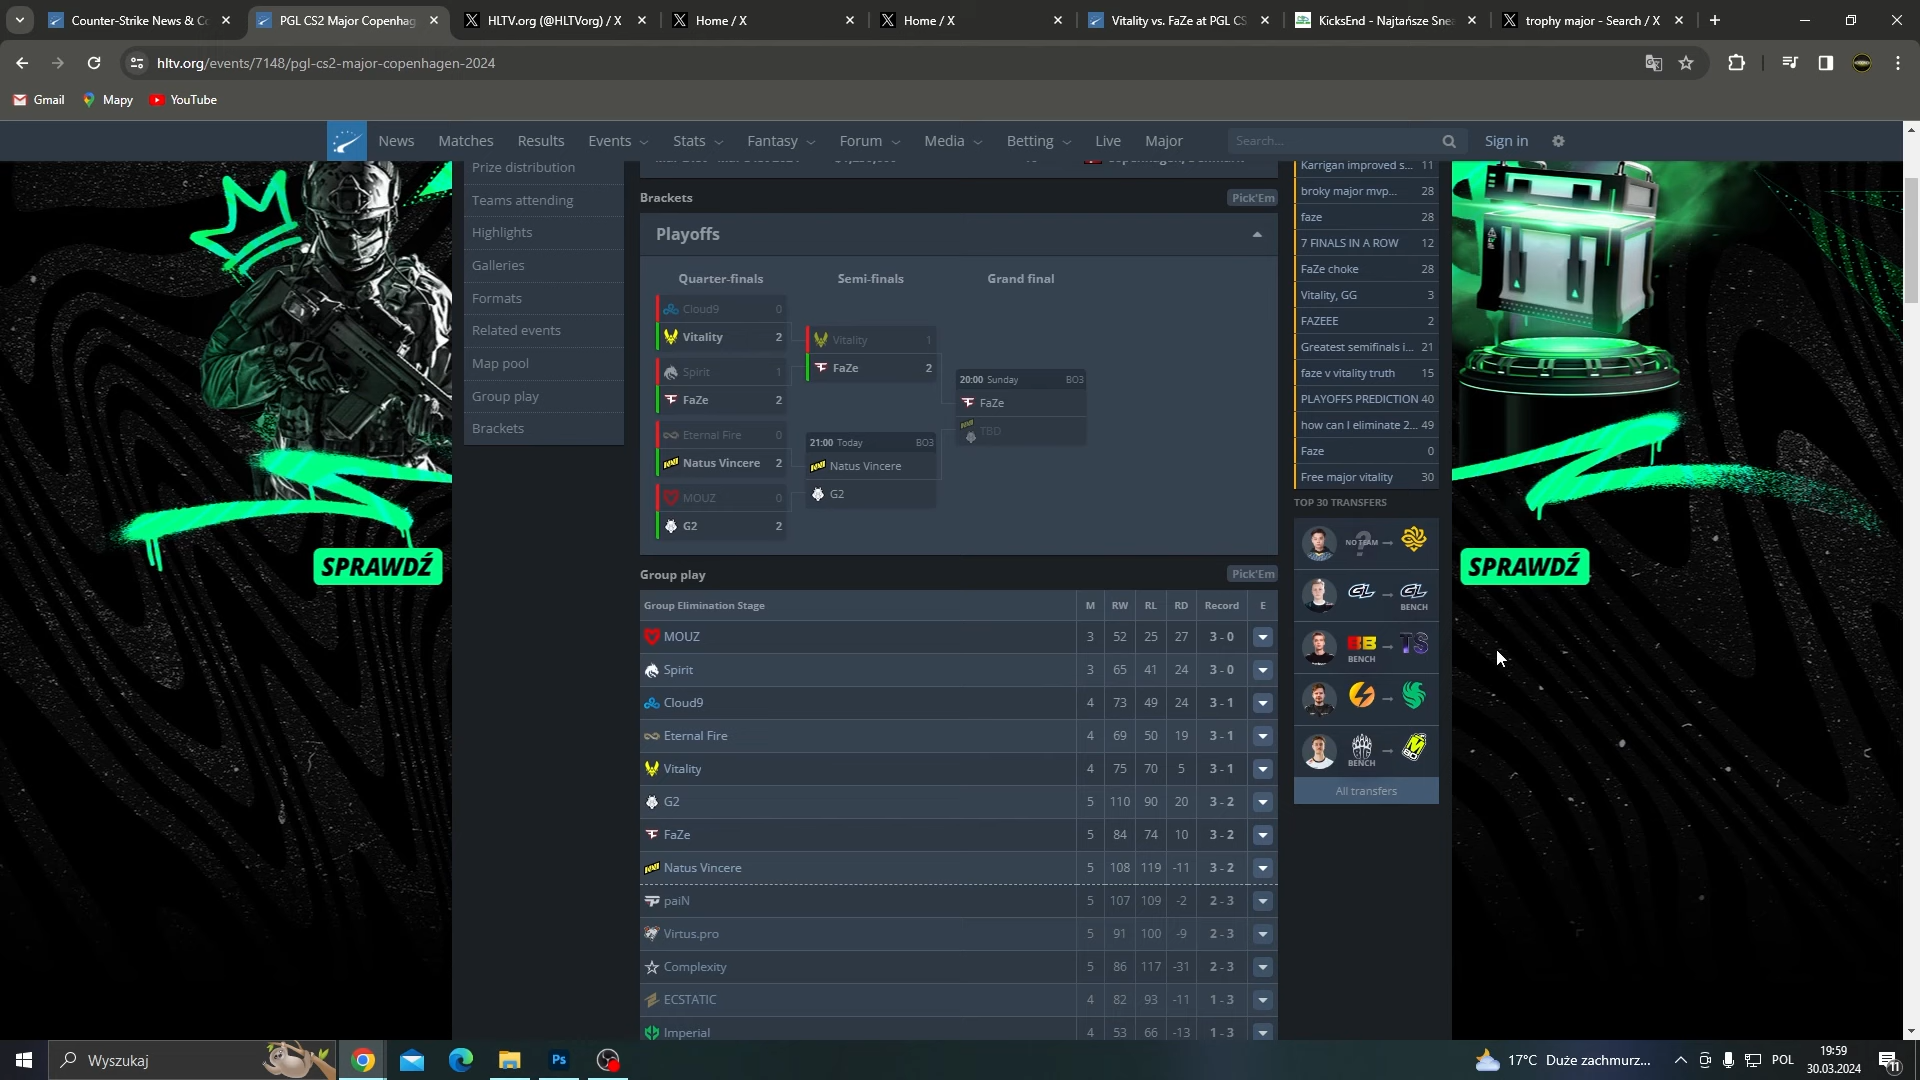 Counter-Strike News & Co
PGL CS2 Major Copenhag
HLTV.org (@HLTVorg) / X
Home / X
Home / X
Vitality vs. FaZe at PGL CS
KicksEnd - Najtańsze Sne
trophy major - Search / X
hltv.org/events/7148/pgl-cs2-major-copenhagen-2024
Gmail
Mapy
YouTube
News
Matches
Results
Events
Stats
Fantasy
Forum
Media
Betting
Live
Major
Search...
Sign in
Prize distribution
Teams attending
Highlights
Galleries
Formats
Related events
Map pool
Group play
Brackets
SPRAWDŹ
Brackets
Pick'Em
Playoffs
Quarter-finals
Semi-finals
Grand final
Cloud9 0
Vitality 2
Spirit 1
FaZe 2
Eternal Fire 0
Natus Vincere 2
MOUZ 0
G2 2
Vitality 1
FaZe 2
21:00 Today BO3
Natus Vincere
G2
20:00 Sunday BO3
FaZe
TBD
Group play
Pick'Em
Group Elimination Stage M RW RL RD Record E
MOUZ 3 52 25 27 3 - 0
Spirit 3 65 41 24 3 - 0
Cloud9 4 73 49 24 3 - 1
Eternal Fire 4 69 50 19 3 - 1
Vitality 4 75 70 5 3 - 1
G2 5 110 90 20 3 - 2
FaZe 5 84 74 10 3 - 2
Natus Vincere 5 108 119 -11 3 - 2
paiN 5 107 109 -2 2 - 3
Virtus.pro 5 91 100 -9 2 - 3
Complexity 5 86 117 -31 2 - 3
ECSTATIC 4 82 93 -11 1 - 3
Imperial 4 53 66 -13 1 - 3
Karrigan improved s... 11
broky major mvp... 28
faze 28
7 FINALS IN A ROW 12
FaZe choke 28
Vitality, GG 3
FAZEEE 2
Greatest semifinals i... 21
faze v vitality truth 15
PLAYOFFS PREDICTION 40
how can I eliminate 2... 49
Faze 0
Free major vitality 30
TOP 30 TRANSFERS
NO TEAM
GL
GL
BENCH
BB
BENCH
TS
BENCH
All transfers
SPRAWDŹ
Wyszukaj
Ps
17°C Duże zachmurz...
POL
19:59
30.03.2024
11